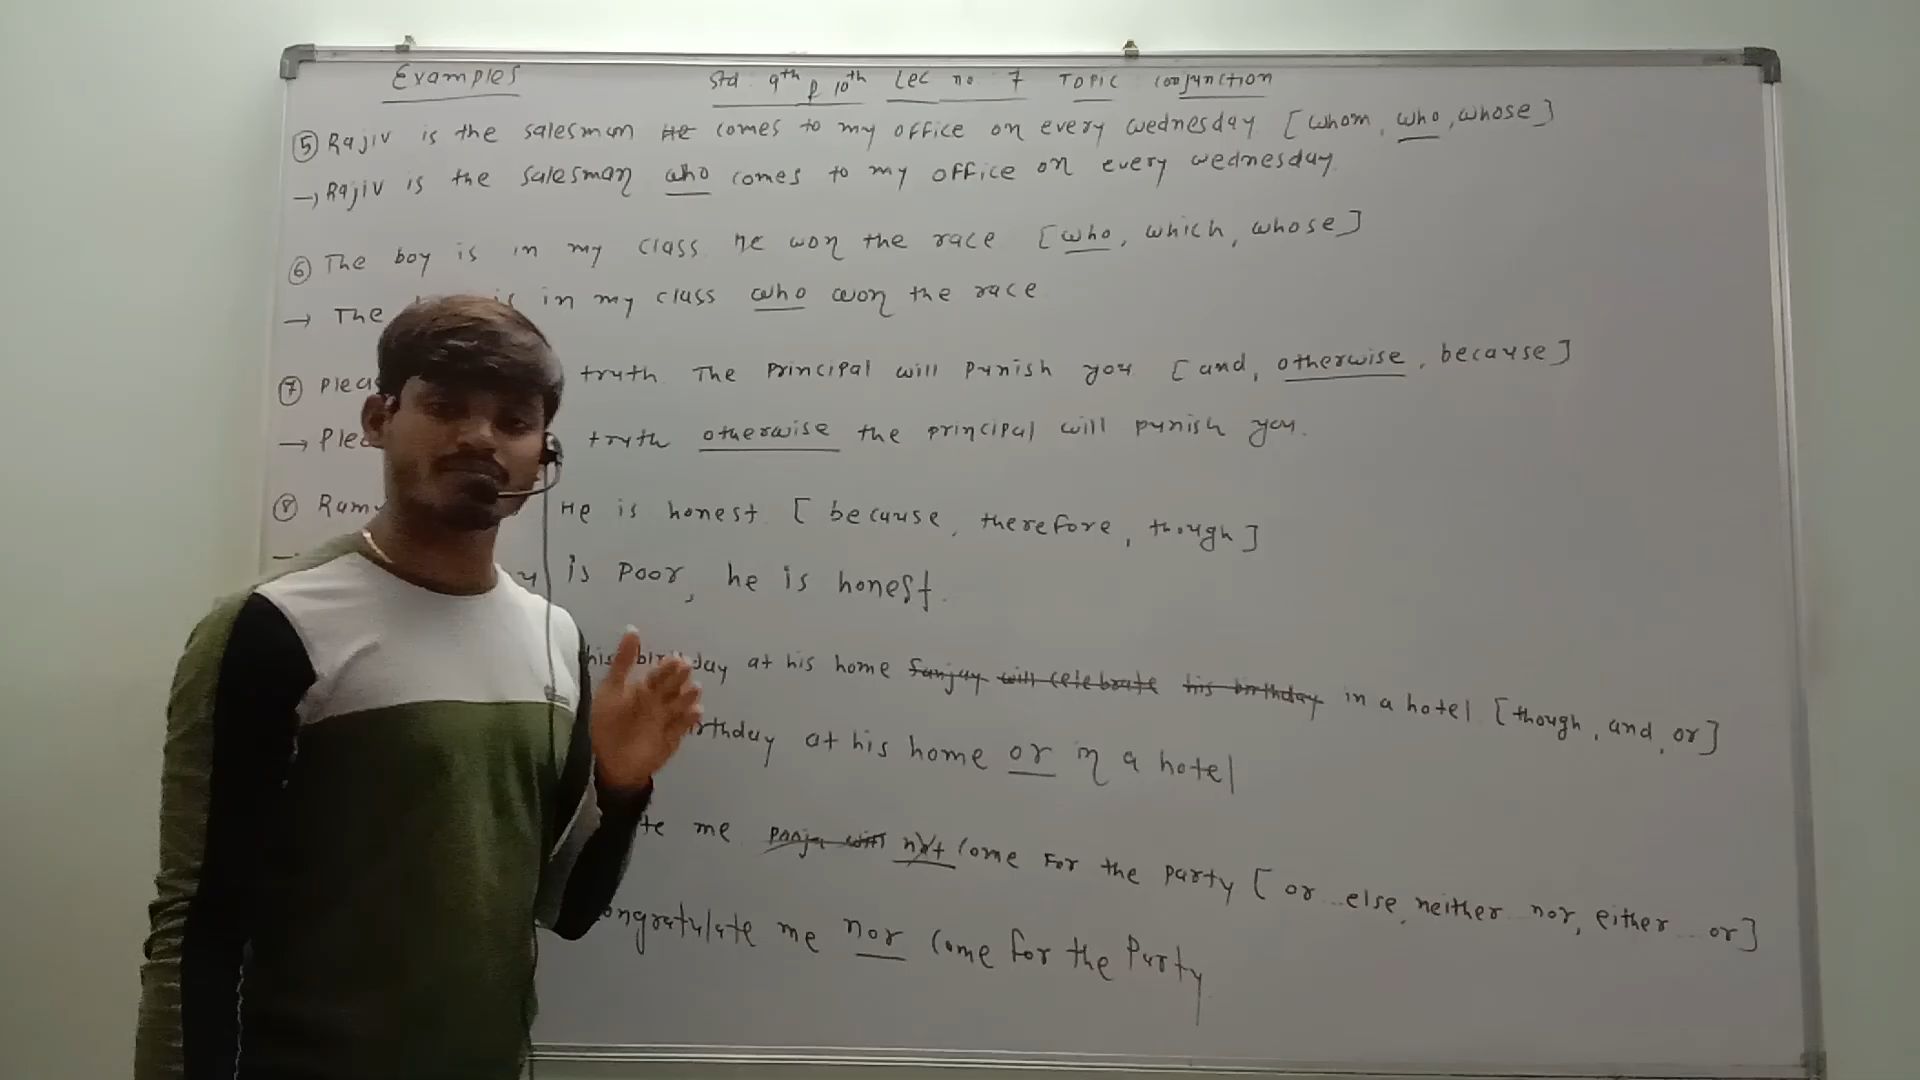 Examples
Std 9th & 10th Lec no 7 Topic conjunction
⑤ Rajiv is the salesman He comes to my office on every wednesday [whom, who, whose]
→ Rajiv is the salesman who comes to my office on every wednesday.
⑥ The boy is in my class He won the race [who, which, whose]
→ The is in my class who won the race
⑦ truth The principal will punish you [and, otherwise, because]
→ truth otherwise the principal will punish you.
⑧ He is honest [because, therefore, though]
is poor, he is honest.
his birthday at his home Sanjay will celebrate his birthday in a hotel [though, and, or]
at his home or in a hotel
me Pooja will not come for the party [or else, neither nor, either or]
me nor come for the party